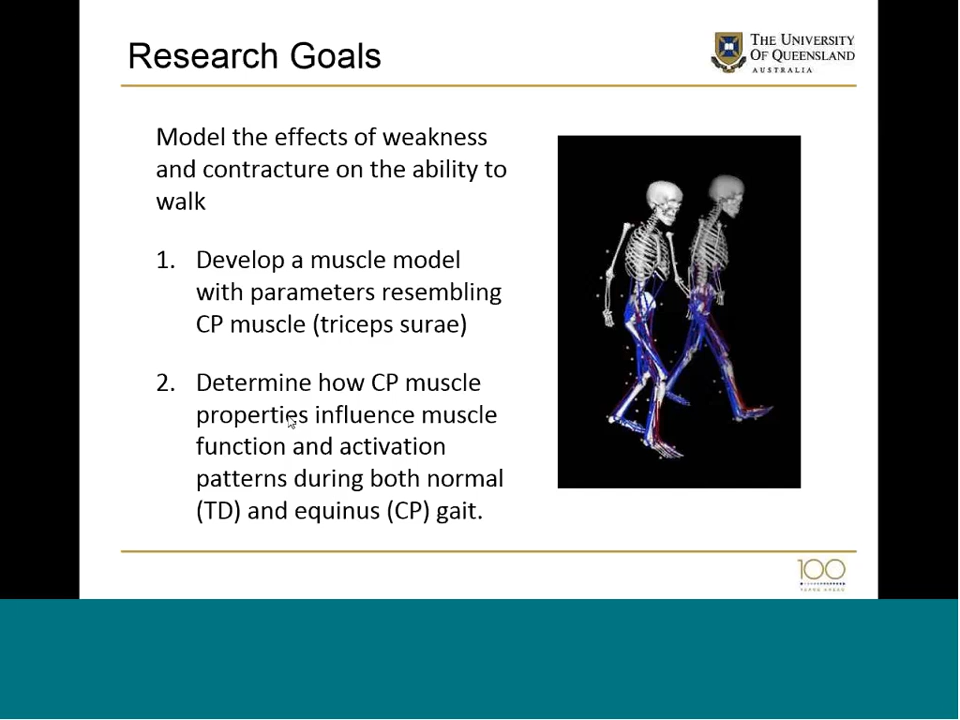 Research Goals
THE UNIVERSITY
OF QUEENSLAND
AUSTRALIA
Model the effects of weakness
and contracture on the ability to
walk
1. Develop a muscle model
with parameters resembling
CP muscle (triceps surae)
2. Determine how CP muscle
properties influence muscle
function and activation
patterns during both normal
(TD) and equinus (CP) gait.
100
YEARS AHEAD